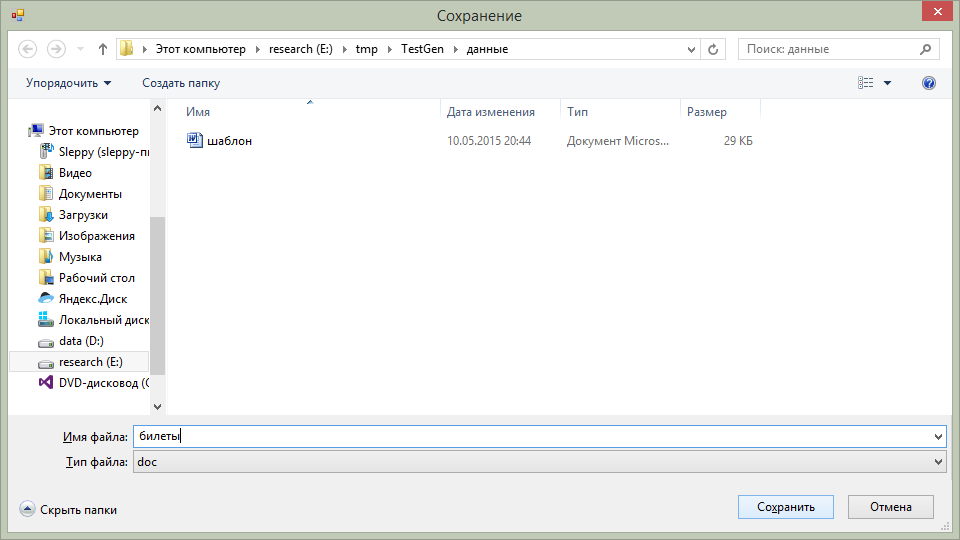 Сохранение
Этот компьютер research (E:) tmp TestGen данные
Поиск: данные
Упорядочить Создать папку
Имя Дата изменения Тип Размер
шаблон 10.05.2015 20:44 Документ Micros... 29 КБ
Этот компьютер
Sleppy (sleppy-пк
Видео
Документы
Загрузки
Изображения
Музыка
Рабочий стол
Яндекс.Диск
Локальный диск
data (D:)
research (E:)
DVD-дисковод (
Имя файла: билеты
Тип файла: doc
Скрыть папки
Сохранить Отмена